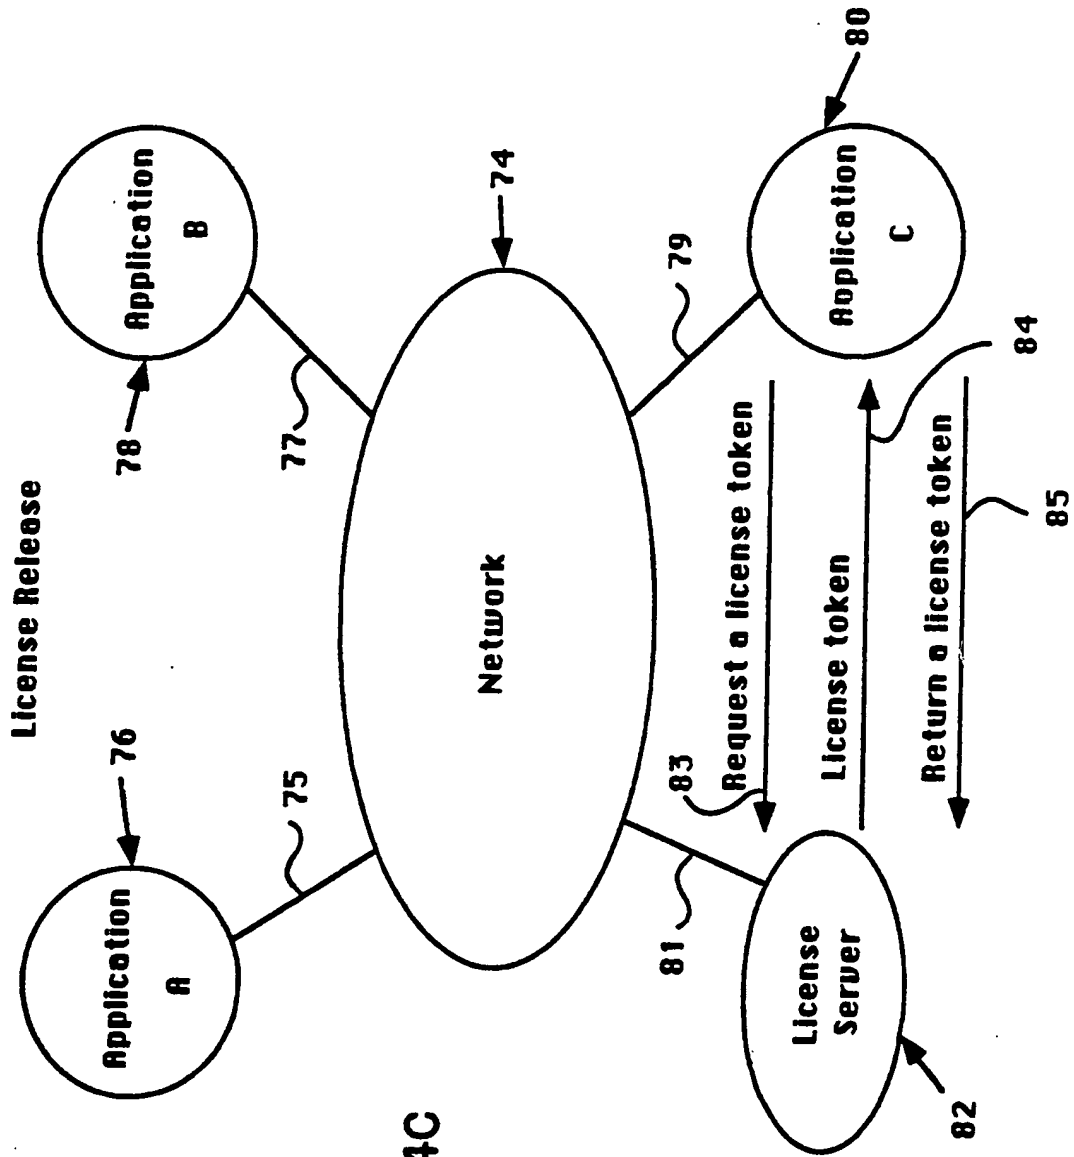 License Release
76
Application
A
75
78
Application
B
77
Network
74
81
83
79
License
Server
82
Request a license token
License token
Return a license token
Application
C
80
84
85
4C